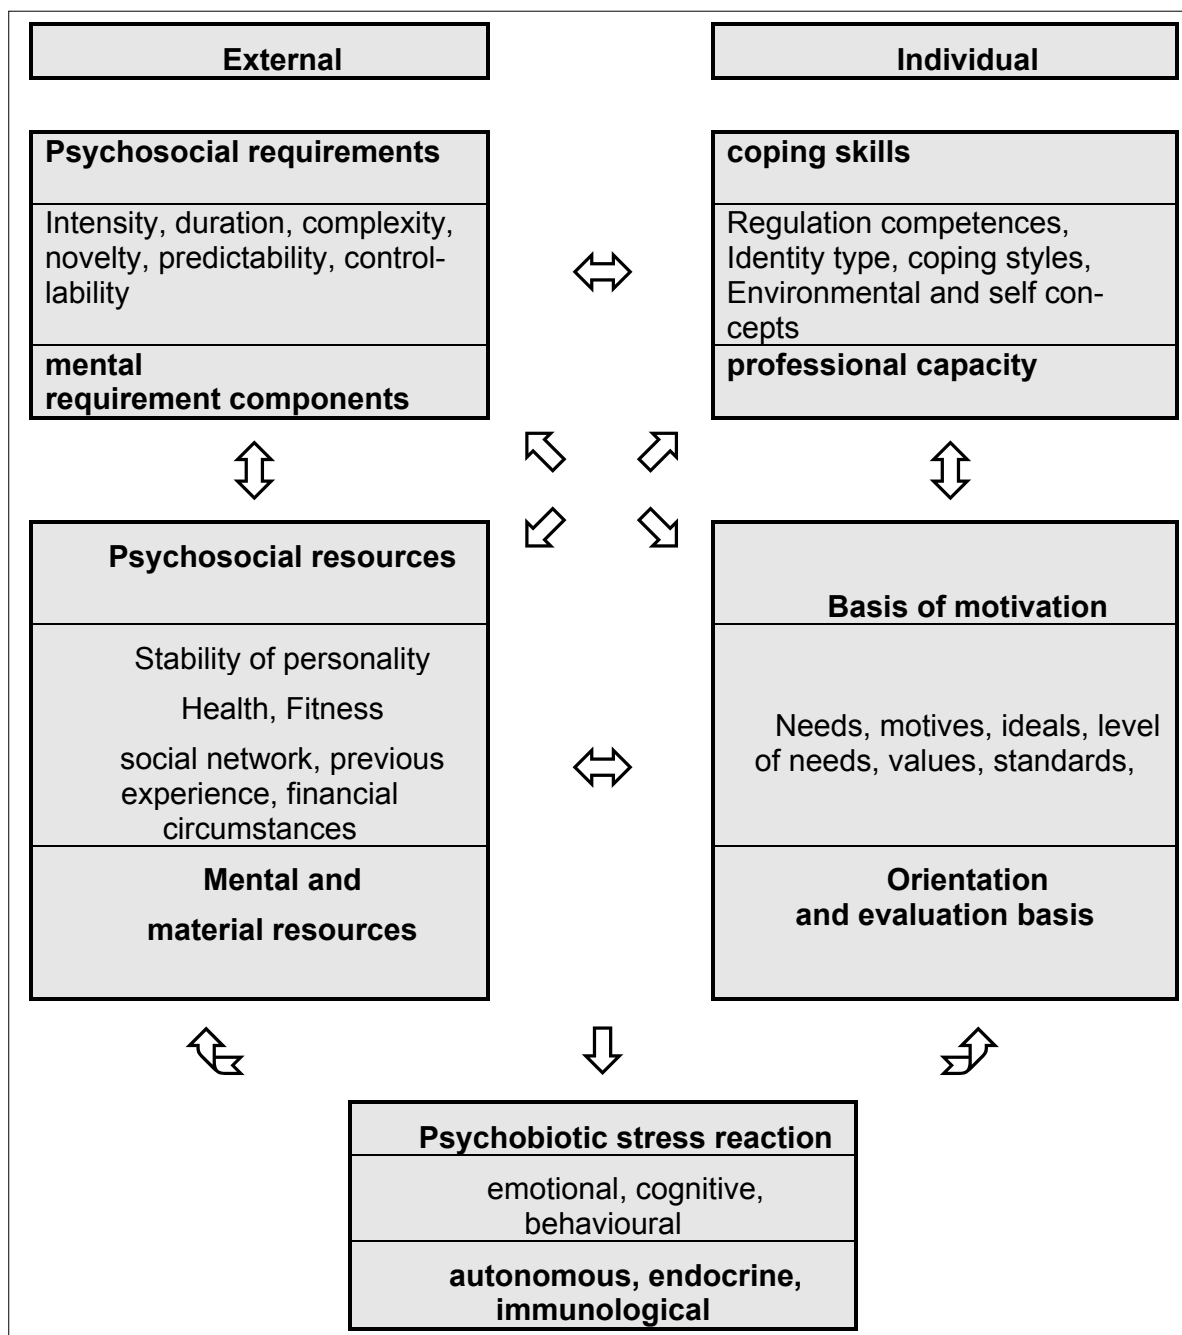 External
Individual
Psychosocial requirements
Intensity, duration, complexity,
novelty, predictability, control-
lability
mental
requirement components
coping skills
Regulation competences,
Identity type, coping styles,
Environmental and self con-
cepts
professional capacity
Psychosocial resources
Stability of personality
Health, Fitness
social network, previous
experience, financial
circumstances
Mental and
material resources
Basis of motivation
Needs, motives, ideals, level
of needs, values, standards,
Orientation
and evaluation basis
Psychobiotic stress reaction
emotional, cognitive,
behavioural
autonomous, endocrine,
immunological